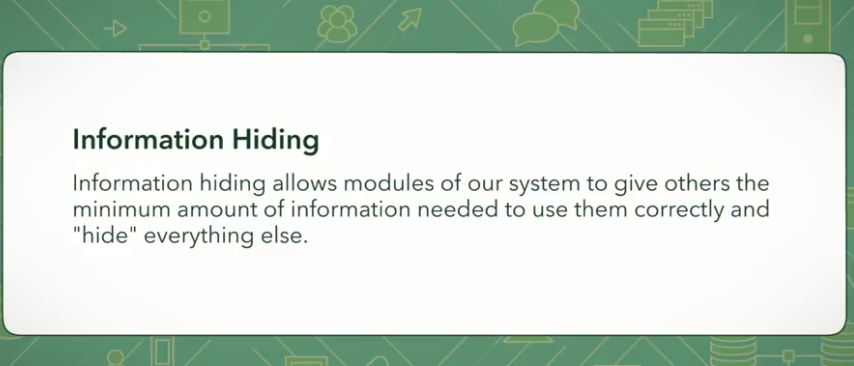 Information Hiding
Information hiding allows modules of our system to give others the
minimum amount of information needed to use them correctly and
"hide" everything else.